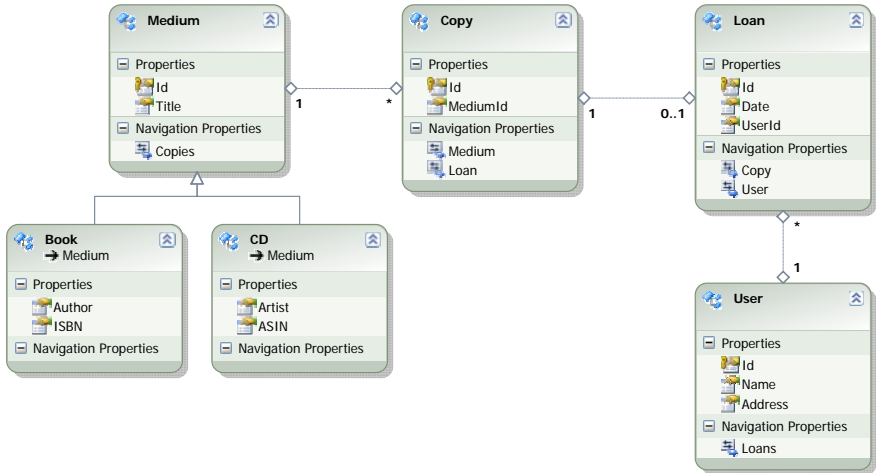 Medium
Properties
Id
Title
Navigation Properties
Copies
1
*
Copy
Properties
Id
MediumId
Navigation Properties
Medium
Loan
1
0..1
Loan
Properties
Id
Date
UserId
Navigation Properties
Copy
User
*
1
Book
Medium
Properties
Author
ISBN
Navigation Properties
CD
Medium
Properties
Artist
ASIN
Navigation Properties
User
Properties
Id
Name
Address
Navigation Properties
Loans